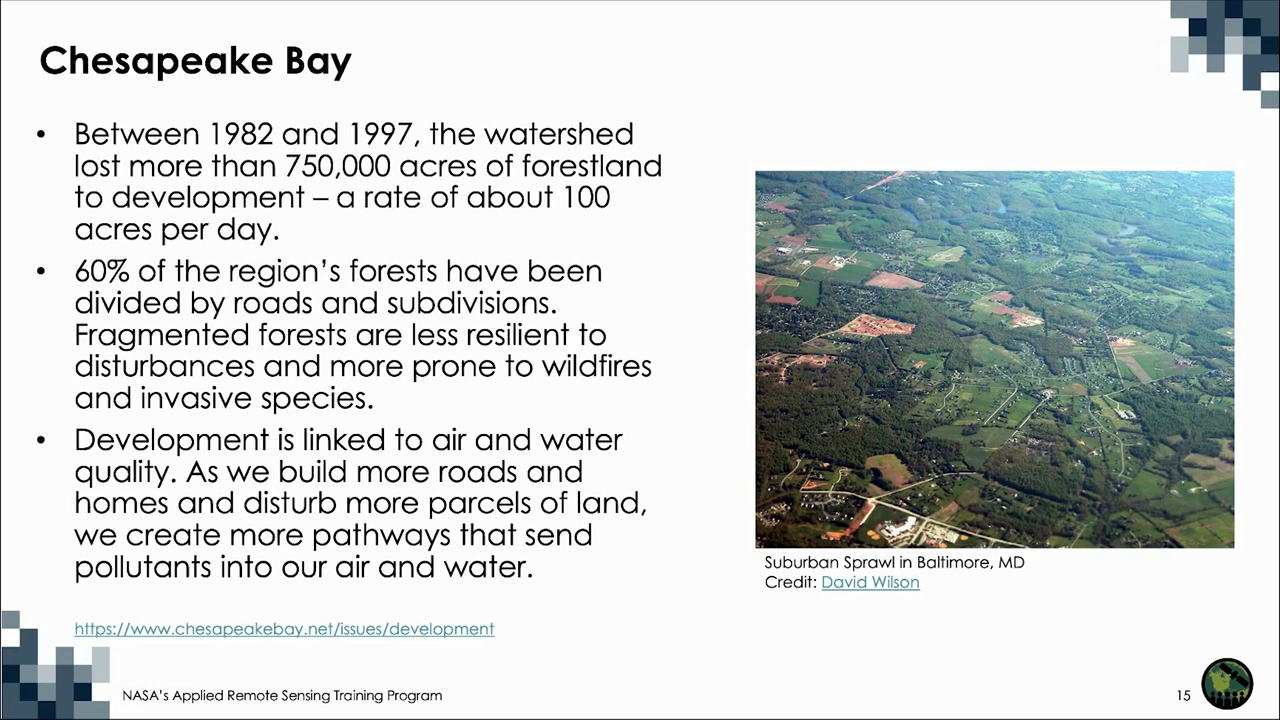 Chesapeake Bay
• Between 1982 and 1997, the watershed
lost more than 750,000 acres of forestland
to development – a rate of about 100
acres per day.
• 60% of the region’s forests have been
divided by roads and subdivisions.
Fragmented forests are less resilient to
disturbances and more prone to wildfires
and invasive species.
• Development is linked to air and water
quality. As we build more roads and
homes and disturb more parcels of land,
we create more pathways that send
pollutants into our air and water.
Suburban Sprawl in Baltimore, MD
Credit: David Wilson
https://www.chesapeakebay.net/issues/development
NASA’s Applied Remote Sensing Training Program
15